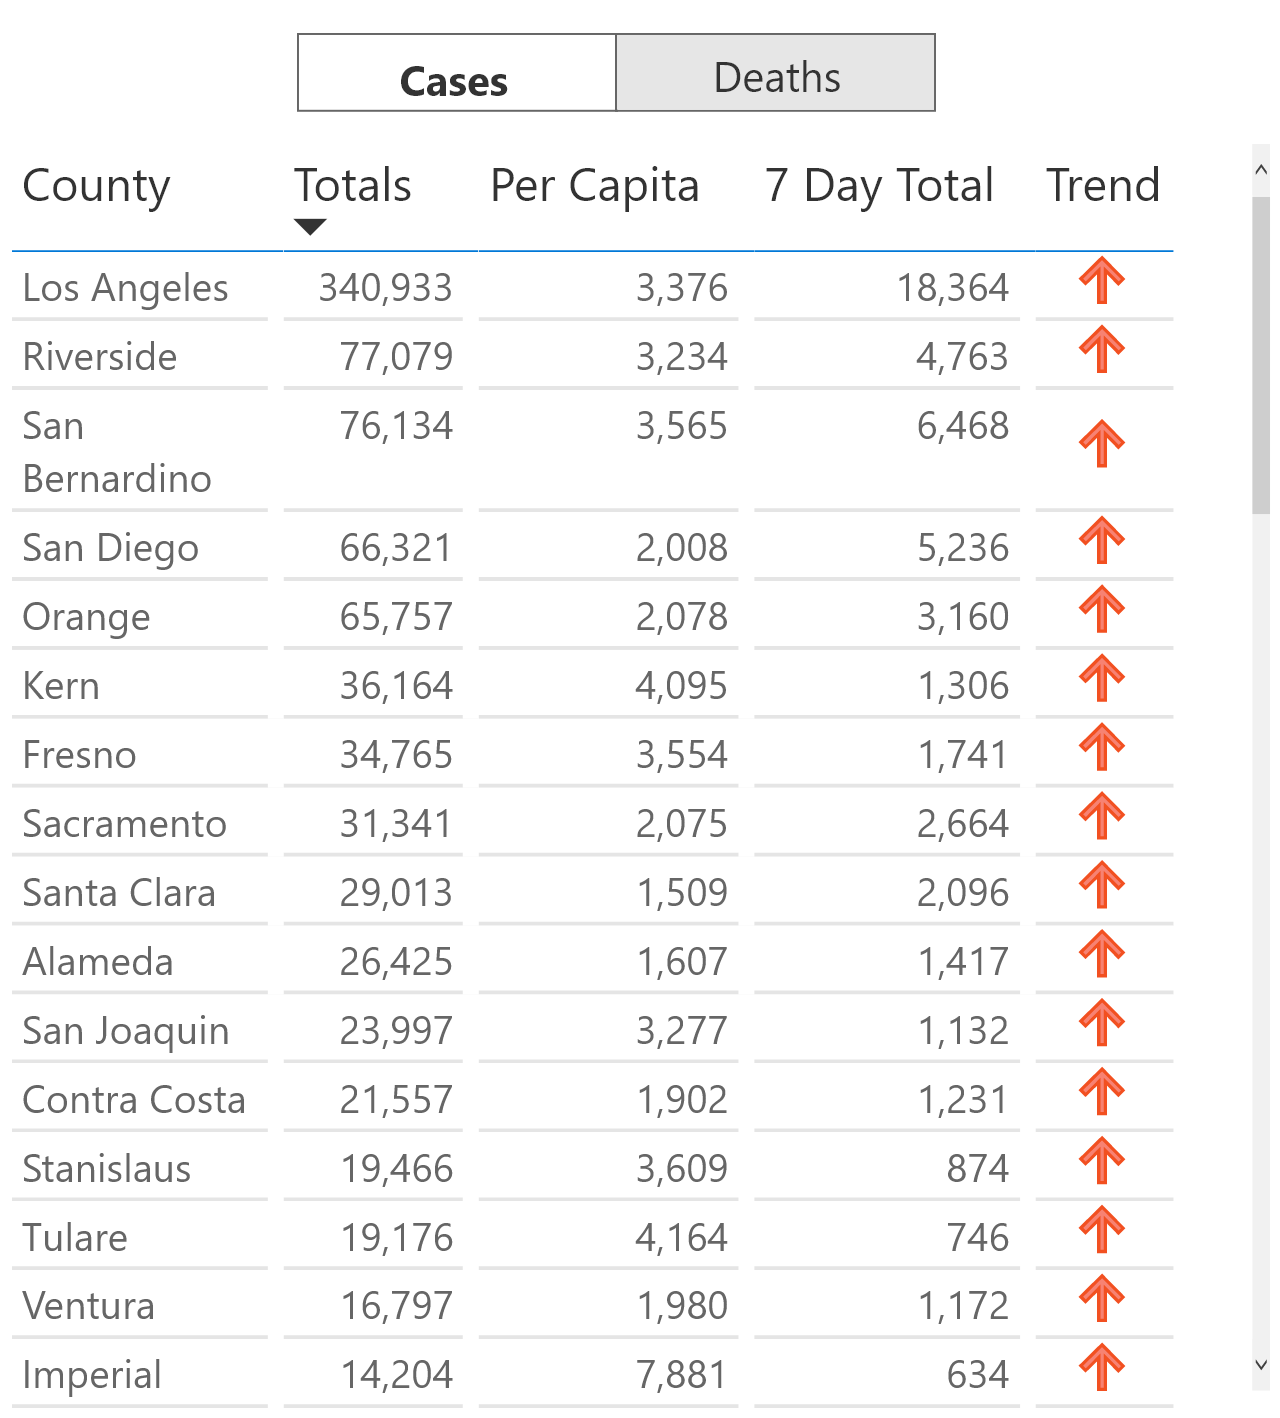 Cases Deaths
County Totals Per Capita 7 Day Total Trend
Los Angeles 340,933 3,376 18,364
Riverside 77,079 3,234 4,763
San 76,134 3,565 6,468
Bernardino
San Diego 66,321 2,008 5,236
Orange 65,757 2,078 3,160
Kern 36,164 4,095 1,306
Fresno 34,765 3,554 1,741
Sacramento 31,341 2,075 2,664
Santa Clara 29,013 1,509 2,096
Alameda 26,425 1,607 1,417
San Joaquin 23,997 3,277 1,132
Contra Costa 21,557 1,902 1,231
Stanislaus 19,466 3,609 874
Tulare 19,176 4,164 746
Ventura 16,797 1,980 1,172
Imperial 14,204 7,881 634